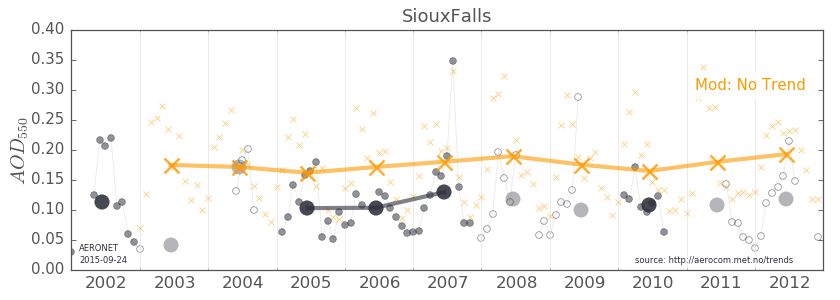 SiouxFalls
0.40
0.35
0.30
0.25
0.20
0.15
0.10
0.05
0.00
AOD550
Mod: No Trend
AERONET
2015-09-24
source: http://aerocom.met.no/trends
2002 2003 2004 2005 2006 2007 2008 2009 2010 2011 2012